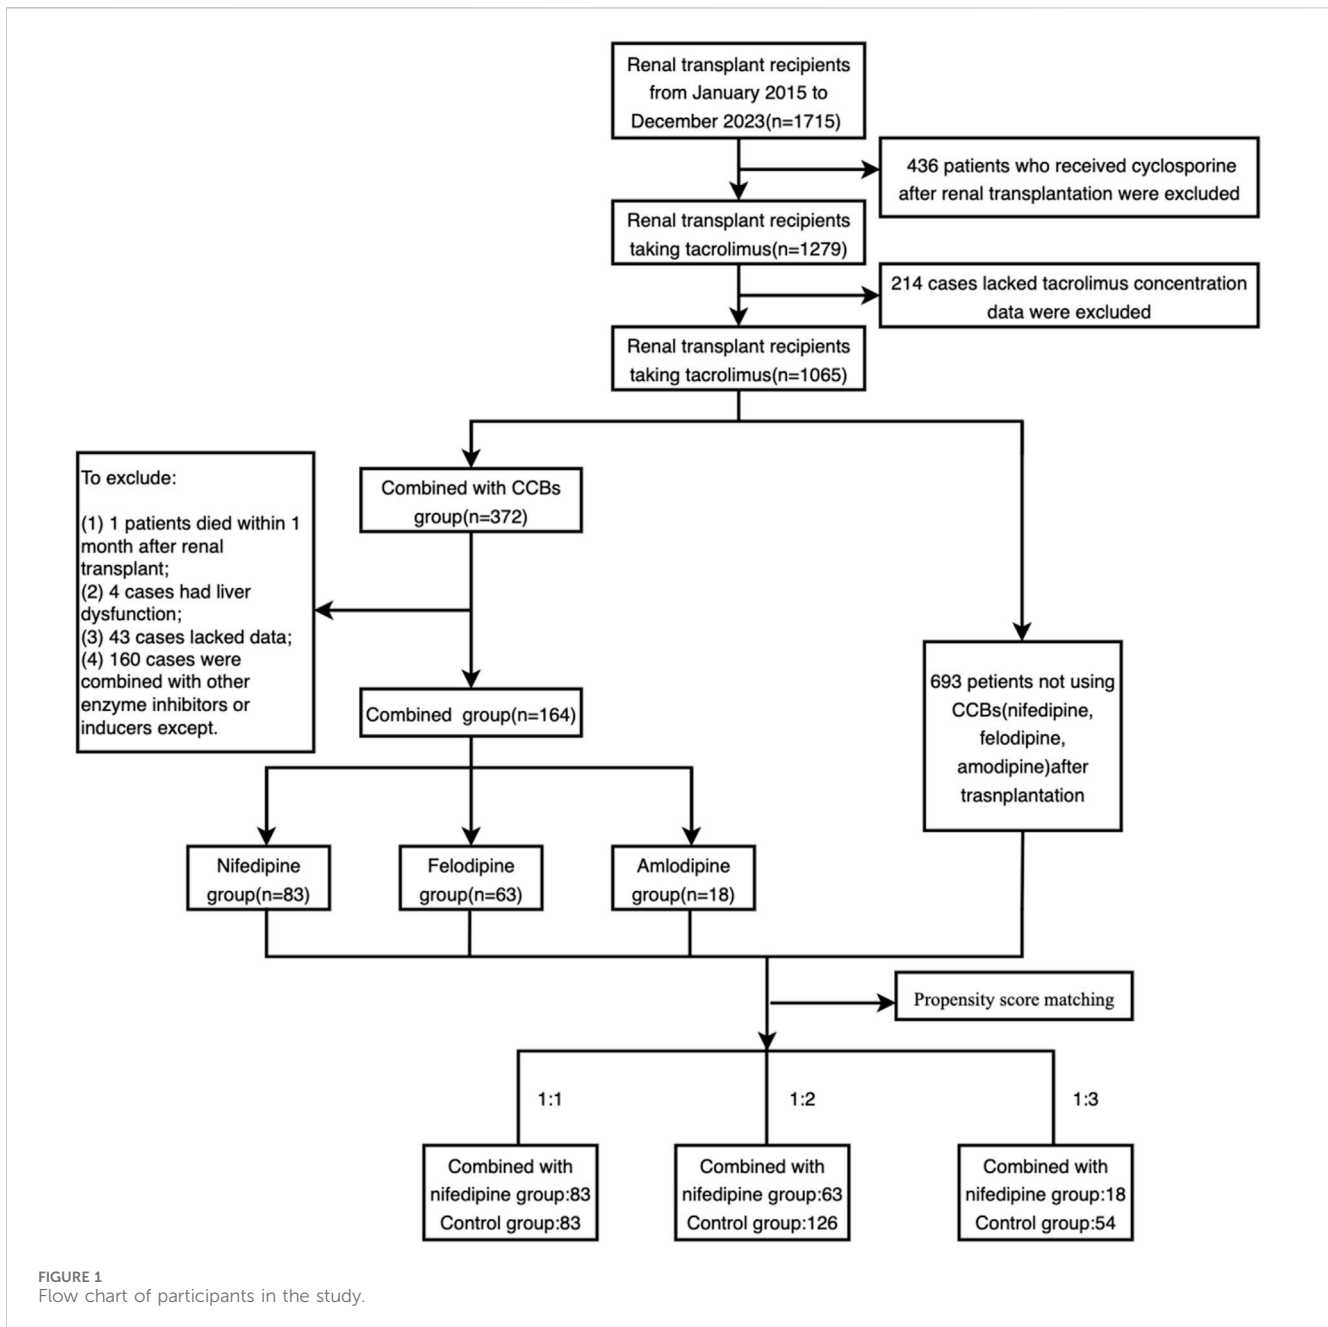 Renal transplant recipients
from January 2015 to
December 2023(n=1715)
436 patients who received cyclosporine
after renal transplantation were excluded
Renal transplant recipients
taking tacrolimus(n=1279)
214 cases lacked tacrolimus concentration
data were excluded
Renal transplant recipients
taking tacrolimus(n=1065)
To exclude:
(1) 1 patients died within 1
month after renal
transplant;
(2) 4 cases had liver
dysfunction;
(3) 43 cases lacked data;
(4) 160 cases were
combined with other
enzyme inhibitors or
inducers except.
Combined with CCBs
group(n=372)
Combined group(n=164)
693 petients not using
CCBs(nifedipine,
felodipine,
amodipine)after
trasnplantation
Nifedipine
group(n=83)
Felodipine
group(n=63)
Amlodipine
group(n=18)
Propensity score matching
1:1
1:2
1:3
Combined with
nifedipine group:83
Control group:83
Combined with
nifedipine group:63
Control group:126
Combined with
nifedipine group:18
Control group:54
FIGURE 1
Flow chart of participants in the study.